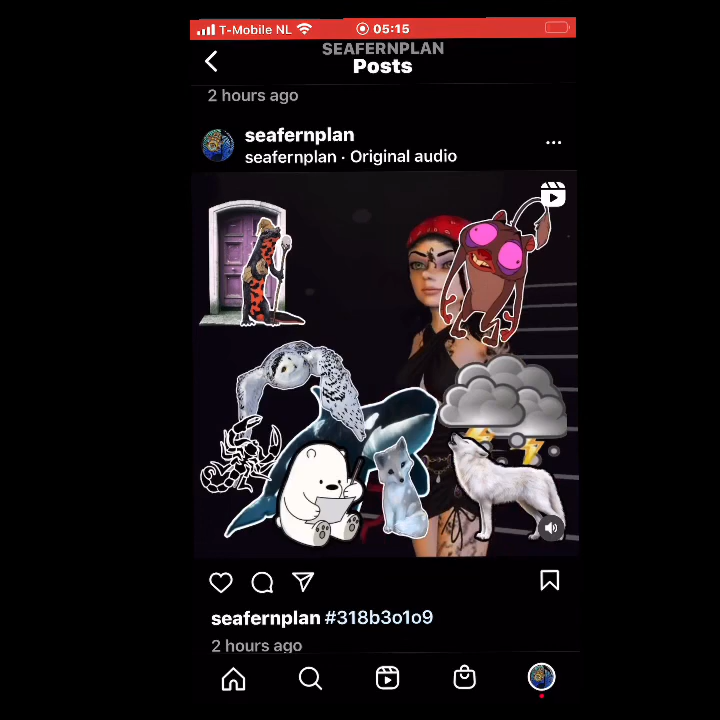 T-Mobile NL 05:15
SEAFERNPLAN
Posts
2 hours ago
seafernplan
seafernplan · Original audio
seafernplan #318b3o1o9
2 hours ago